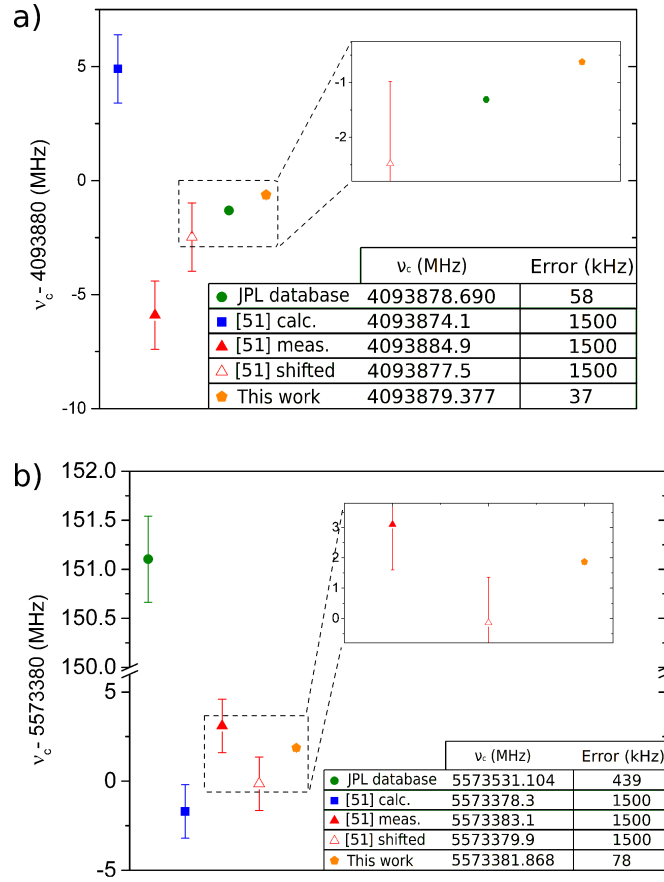 a)
ν_c - 4093880 (MHz)
5
0
-5
-10
-1
-2
ν_c (MHz) Error (kHz)
JPL database 4093878.690 58
[51] calc. 4093874.1 1500
[51] meas. 4093884.9 1500
[51] shifted 4093877.5 1500
This work 4093879.377 37
b)
ν_c - 5573380 (MHz)
152.0
151.5
151.0
150.5
150.0
5
0
-5
3
2
1
0
ν_c (MHz) Error (kHz)
JPL database 5573531.104 439
[51] calc. 5573378.3 1500
[51] meas. 5573383.1 1500
[51] shifted 5573379.9 1500
This work 5573381.868 78